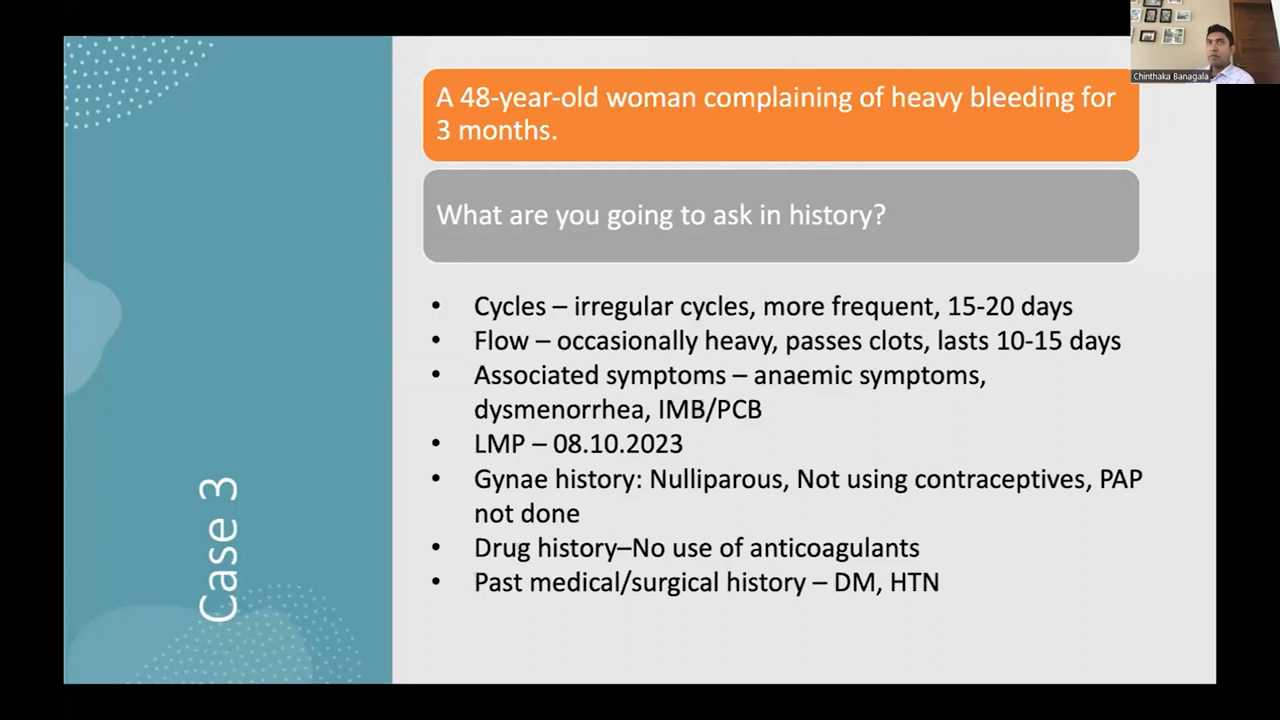 Chinthaka Banagala
A 48-year-old woman complaining of heavy bleeding for
3 months.
What are you going to ask in history?
• Cycles – irregular cycles, more frequent, 15-20 days
• Flow – occasionally heavy, passes clots, lasts 10-15 days
• Associated symptoms – anaemic symptoms,
dysmenorrhea, IMB/PCB
• LMP – 08.10.2023
• Gynae history: Nulliparous, Not using contraceptives, PAP
not done
• Drug history–No use of anticoagulants
• Past medical/surgical history – DM, HTN
Case 3